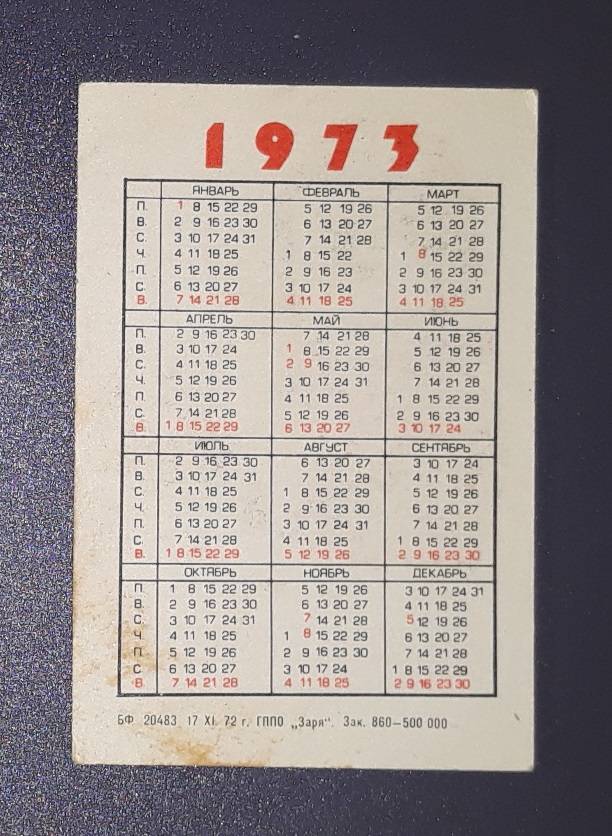 1973
ЯНВАРЬ ФЕВРАЛЬ МАРТ
П. 1 8 15 22 29 5 12 19 26 5 12 19 26
В. 2 9 16 23 30 6 13 20 27 6 13 20 27
С. 3 10 17 24 31 7 14 21 28 7 14 21 28
Ч. 4 11 18 25 1 8 15 22 1 8 15 22 29
П. 5 12 19 26 2 9 16 23 2 9 16 23 30
С. 6 13 20 27 3 10 17 24 3 10 17 24 31
В. 7 14 21 28 4 11 18 25 4 11 18 25
АПРЕЛЬ МАЙ ИЮНЬ
П. 2 9 16 23 30 7 14 21 28 4 11 18 25
В. 3 10 17 24 1 8 15 22 29 5 12 19 26
С. 4 11 18 25 2 9 16 23 30 6 13 20 27
Ч. 5 12 19 26 3 10 17 24 31 7 14 21 28
П. 6 13 20 27 4 11 18 25 1 8 15 22 29
С. 7 14 21 28 5 12 19 26 2 9 16 23 30
В. 1 8 15 22 29 6 13 20 27 3 10 17 24
ИЮЛЬ АВГУСТ СЕНТЯБРЬ
П. 2 9 16 23 30 6 13 20 27 3 10 17 24
В. 3 10 17 24 31 7 14 21 28 4 11 18 25
С. 4 11 18 25 1 8 15 22 29 5 12 19 26
Ч. 5 12 19 26 2 9 16 23 30 6 13 20 27
П. 6 13 20 27 3 10 17 24 31 7 14 21 28
С. 7 14 21 28 4 11 18 25 1 8 15 22 29
В. 1 8 15 22 29 5 12 19 26 2 9 16 23 30
ОКТЯБРЬ НОЯБРЬ ДЕКАБРЬ
П. 1 8 15 22 29 5 12 19 26 3 10 17 24 31
В. 2 9 16 23 30 6 13 20 27 4 11 18 25
С. 3 10 17 24 31 7 14 21 28 5 12 19 26
Ч. 4 11 18 25 1 8 15 22 29 6 13 20 27
П. 5 12 19 26 2 9 16 23 30 7 14 21 28
С. 6 13 20 27 3 10 17 24 1 8 15 22 29
В. 7 14 21 28 4 11 18 25 2 9 16 23 30
БФ 20483 17 XI. 72 г. ГППО „Заря“. Зак. 860—500 000